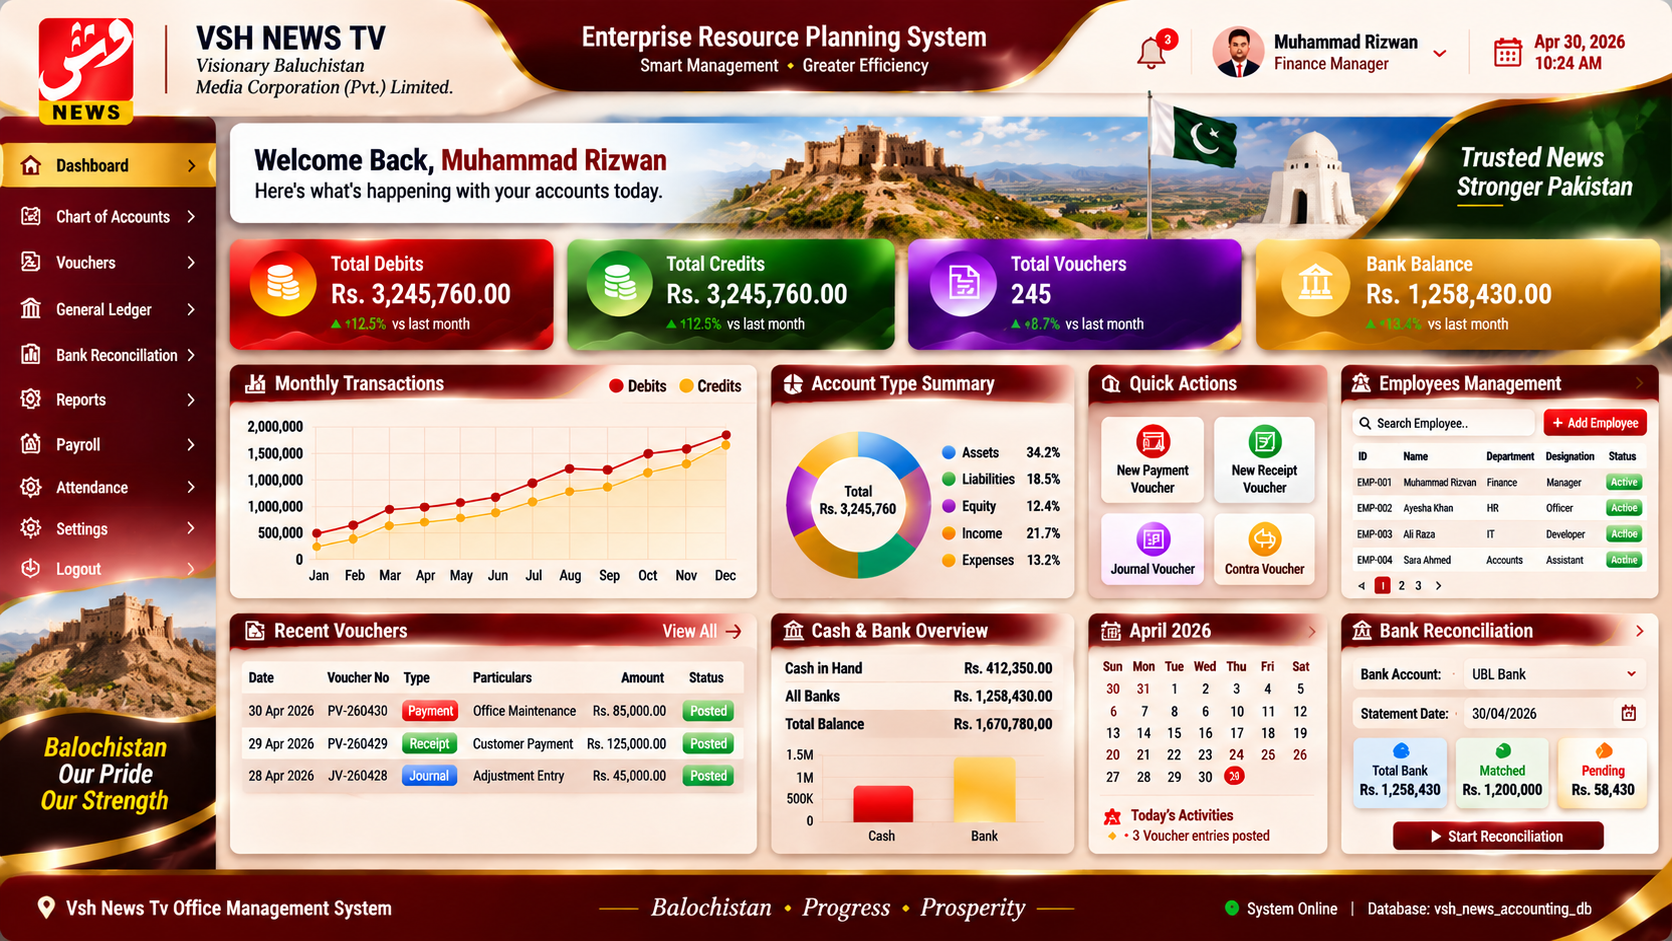 وش
NEWS
VSH NEWS TV
Visionary Baluchistan
Media Corporation (Pvt.) Limited.
Enterprise Resource Planning System
Smart Management • Greater Efficiency
3
Muhammad Rizwan
Finance Manager
Apr 30, 2026
10:24 AM
Dashboard
Chart of Accounts
Vouchers
General Ledger
Bank Reconciliation
Reports
Payroll
Attendance
Settings
Logout
Balochistan
Our Pride
Our Strength
Welcome Back, Muhammad Rizwan
Here's what's happening with your accounts today.
Trusted News
Stronger Pakistan
Total Debits
Rs. 3,245,760.00
▲ +12.5% vs last month
Total Credits
Rs. 3,245,760.00
▲ +12.5% vs last month
Total Vouchers
245
▲ +8.7% vs last month
Bank Balance
Rs. 1,258,430.00
▲ +13.4% vs last month
Monthly Transactions
Debits Credits
2,000,000
1,500,000
1,000,000
1,000,000
500,000
0
Jan Feb Mar Apr May Jun Jul Aug Sep Oct Nov Dec
Account Type Summary
Total
Rs. 3,245,760
Assets 34.2%
Liabilities 18.5%
Equity 12.4%
Income 21.7%
Expenses 13.2%
Quick Actions
New Payment
Voucher
New Receipt
Voucher
Journal Voucher
Contra Voucher
Employees Management
Search Employee..
+ Add Employee
ID Name Department Designation Status
EMP-001 Muhammad Rizwan Finance Manager Active
EMP-002 Ayesha Khan HR Officer Active
EMP-003 Ali Raza IT Developer Active
EMP-004 Sara Ahmed Accounts Assistant Active
1 2 3
Recent Vouchers
View All →
Date Voucher No Type Particulars Amount Status
30 Apr 2026 PV-260430 Payment Office Maintenance Rs. 85,000.00 Posted
29 Apr 2026 PV-260429 Receipt Customer Payment Rs. 125,000.00 Posted
28 Apr 2026 JV-260428 Journal Adjustment Entry Rs. 45,000.00 Posted
Cash & Bank Overview
Cash in Hand Rs. 412,350.00
All Banks Rs. 1,258,430.00
Total Balance Rs. 1,670,780,00
1.5M
1M
500K
0
Cash Bank
April 2026
Sun Mon Tue Wed Thu Fri Sat
30 31 1 2 3 4 5
6 7 8 6 10 11 12
13 14 15 16 17 18 19
20 21 22 23 24 25 26
27 28 29 30
Today's Activities
• 3 Voucher entries posted
Bank Reconciliation
Bank Account: UBL Bank
Statement Date: 30/04/2026
Total Bank
Rs. 1,258,430
Matched
Rs. 1,200,000
Pending
Rs. 58,430
Start Reconciliation
Vsh News Tv Office Management System
Balochistan • Progress • Prosperity
System Online | Database: vsh_news_accounting_db